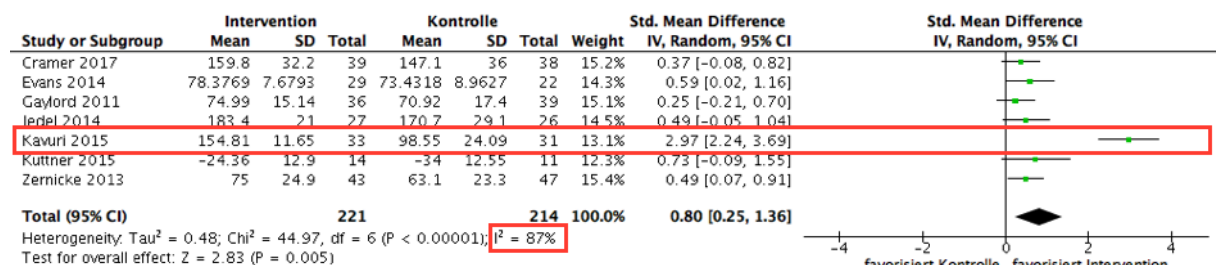 Intervention Kontrolle Std. Mean Difference Std. Mean Difference
Study or Subgroup Mean SD Total Mean SD Total Weight IV, Random, 95% CI IV, Random, 95% CI
Cramer 2017 159.8 32.2 39 147.1 36 38 15.2% 0.37 [-0.08, 0.82]
Evans 2014 78.3769 7.6793 29 73.4318 8.9627 22 14.3% 0.59 [0.02, 1.16]
Gaylord 2011 74.99 15.14 36 70.92 17.4 39 15.1% 0.25 [-0.21, 0.70]
Jedel 2014 183.4 21 27 170.7 29.1 26 14.5% 0.49 [-0.05, 1.04]
Kavuri 2015 154.81 11.65 33 98.55 24.09 31 13.1% 2.97 [2.24, 3.69]
Kuttner 2015 -24.36 12.9 14 -34 12.55 11 12.3% 0.73 [-0.09, 1.55]
Zernicke 2013 75 24.9 43 63.1 23.3 47 15.4% 0.49 [0.07, 0.91]
Total (95% CI) 221 214 100.0% 0.80 [0.25, 1.36]
Heterogeneity: Tau² = 0.48; Chi² = 44.97, df = 6 (P < 0.00001); I² = 87%
Test for overall effect: Z = 2.83 (P = 0.005)
-4 -2 0 2 4
favorisiert Kontrolle favorisiert Intervention